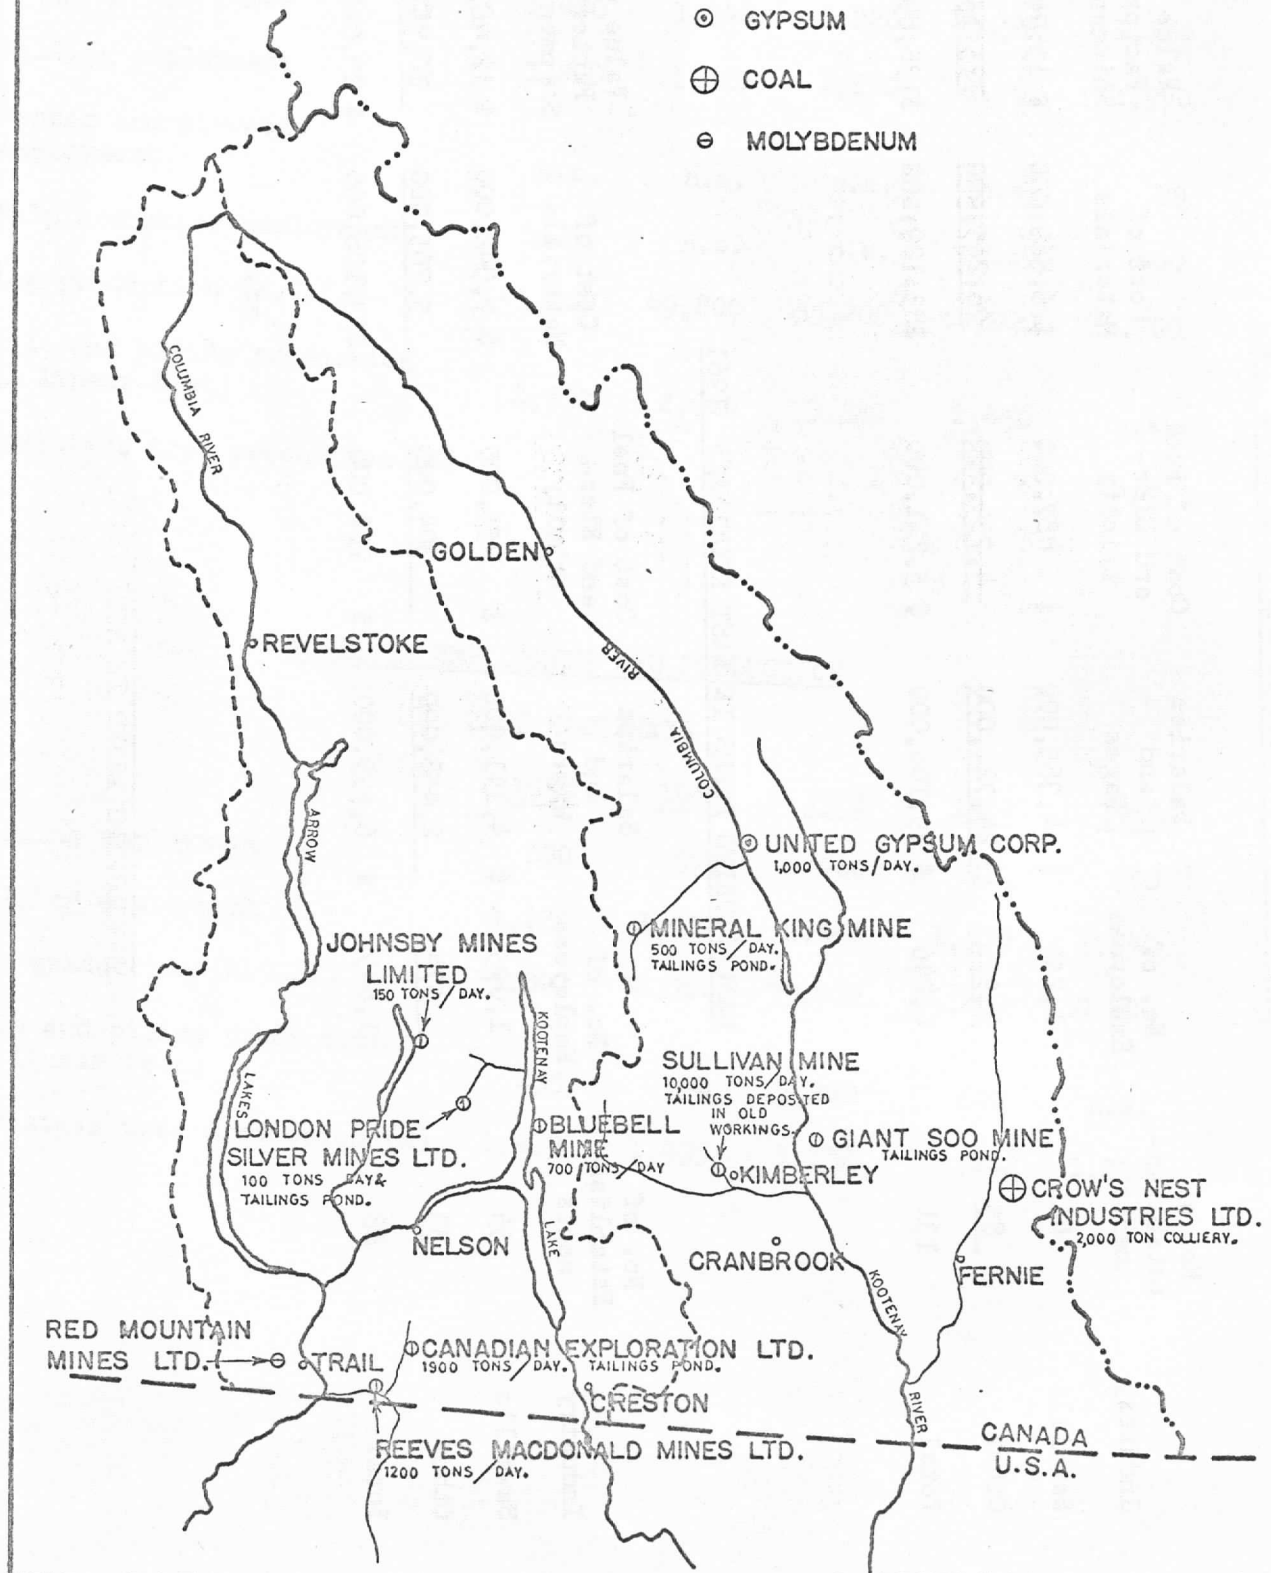 GYPSUM
COAL
MOLYBDENUM
COLUMBIA RIVER
GOLDEN
REVELSTOKE
RIVER
COLUMBIA
ARROW
UNITED GYPSUM CORP.
1,000 TONS/DAY.
MINERAL KING MINE
500 TONS/DAY.
TAILINGS POND.
JOHNSBY MINES
LIMITED
150 TONS/DAY.
KOOTENAY
LAKES
SULLIVAN MINE
10,000 TONS/DAY.
TAILINGS DEPOSITED
IN OLD
WORKINGS.
LONDON PRIDE
SILVER MINES LTD.
100 TONS DAY&
TAILINGS POND.
BLUEBELL
MINE
700 TONS/DAY
GIANT SOO MINE
TAILINGS POND.
KIMBERLEY
CROW'S NEST
INDUSTRIES LTD.
2,000 TON COLLIERY.
NELSON
LAKE
CRANBROOK
FERNIE
KOOTENAY
RIVER
RED MOUNTAIN
MINES LTD.
TRAIL
CANADIAN EXPLORATION LTD.
1900 TONS/DAY. TAILINGS POND.
CRESTON
REEVES MACDONALD MINES LTD.
1200 TONS/DAY.
CANADA
U.S.A.